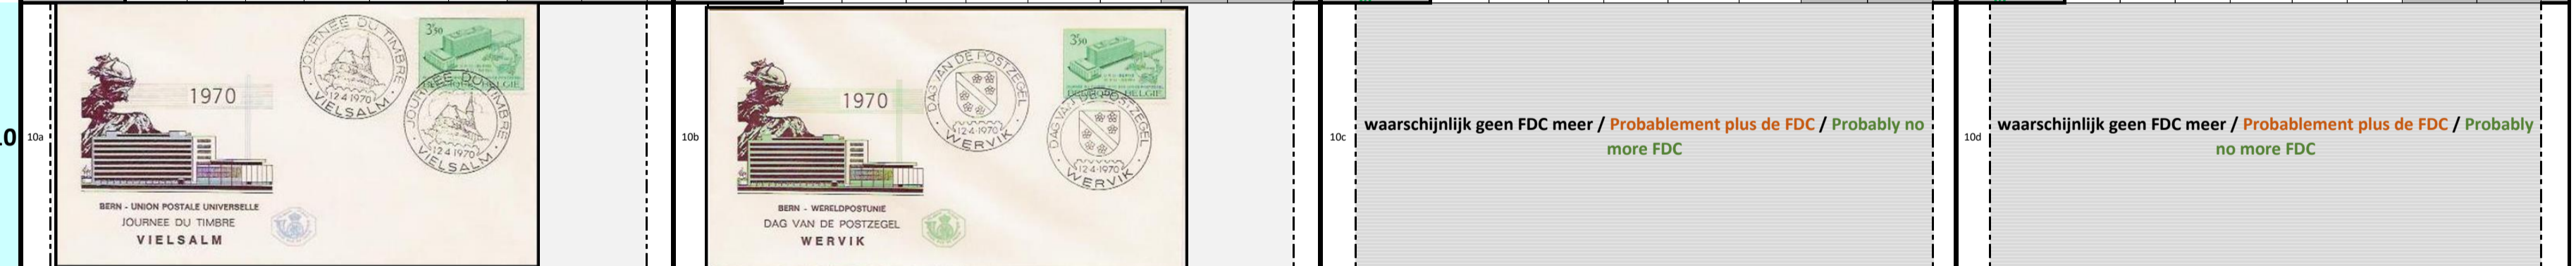 10
10a
JOURNEE DU TIMBRE
12·4·1970
VIELSALM
3F50
BELGIE
JOURNEE DU TIMBRE
12·4·1970
VIELSALM
1970
BERN - UNION POSTALE UNIVERSELLE
JOURNEE DU TIMBRE
VIELSALM
10b
DAG VAN DE POSTZEGEL
12·4·1970
WERVIK
3F50
BELGIE
DAG VAN DE POSTZEGEL
12·4·1970
WERVIK
1970
BERN - WERELDPOSTUNIE
DAG VAN DE POSTZEGEL
WERVIK
10c
waarschijnlijk geen FDC meer / Probablement plus de FDC / Probably no
more FDC
10d
waarschijnlijk geen FDC meer / Probablement plus de FDC / Probably
no more FDC